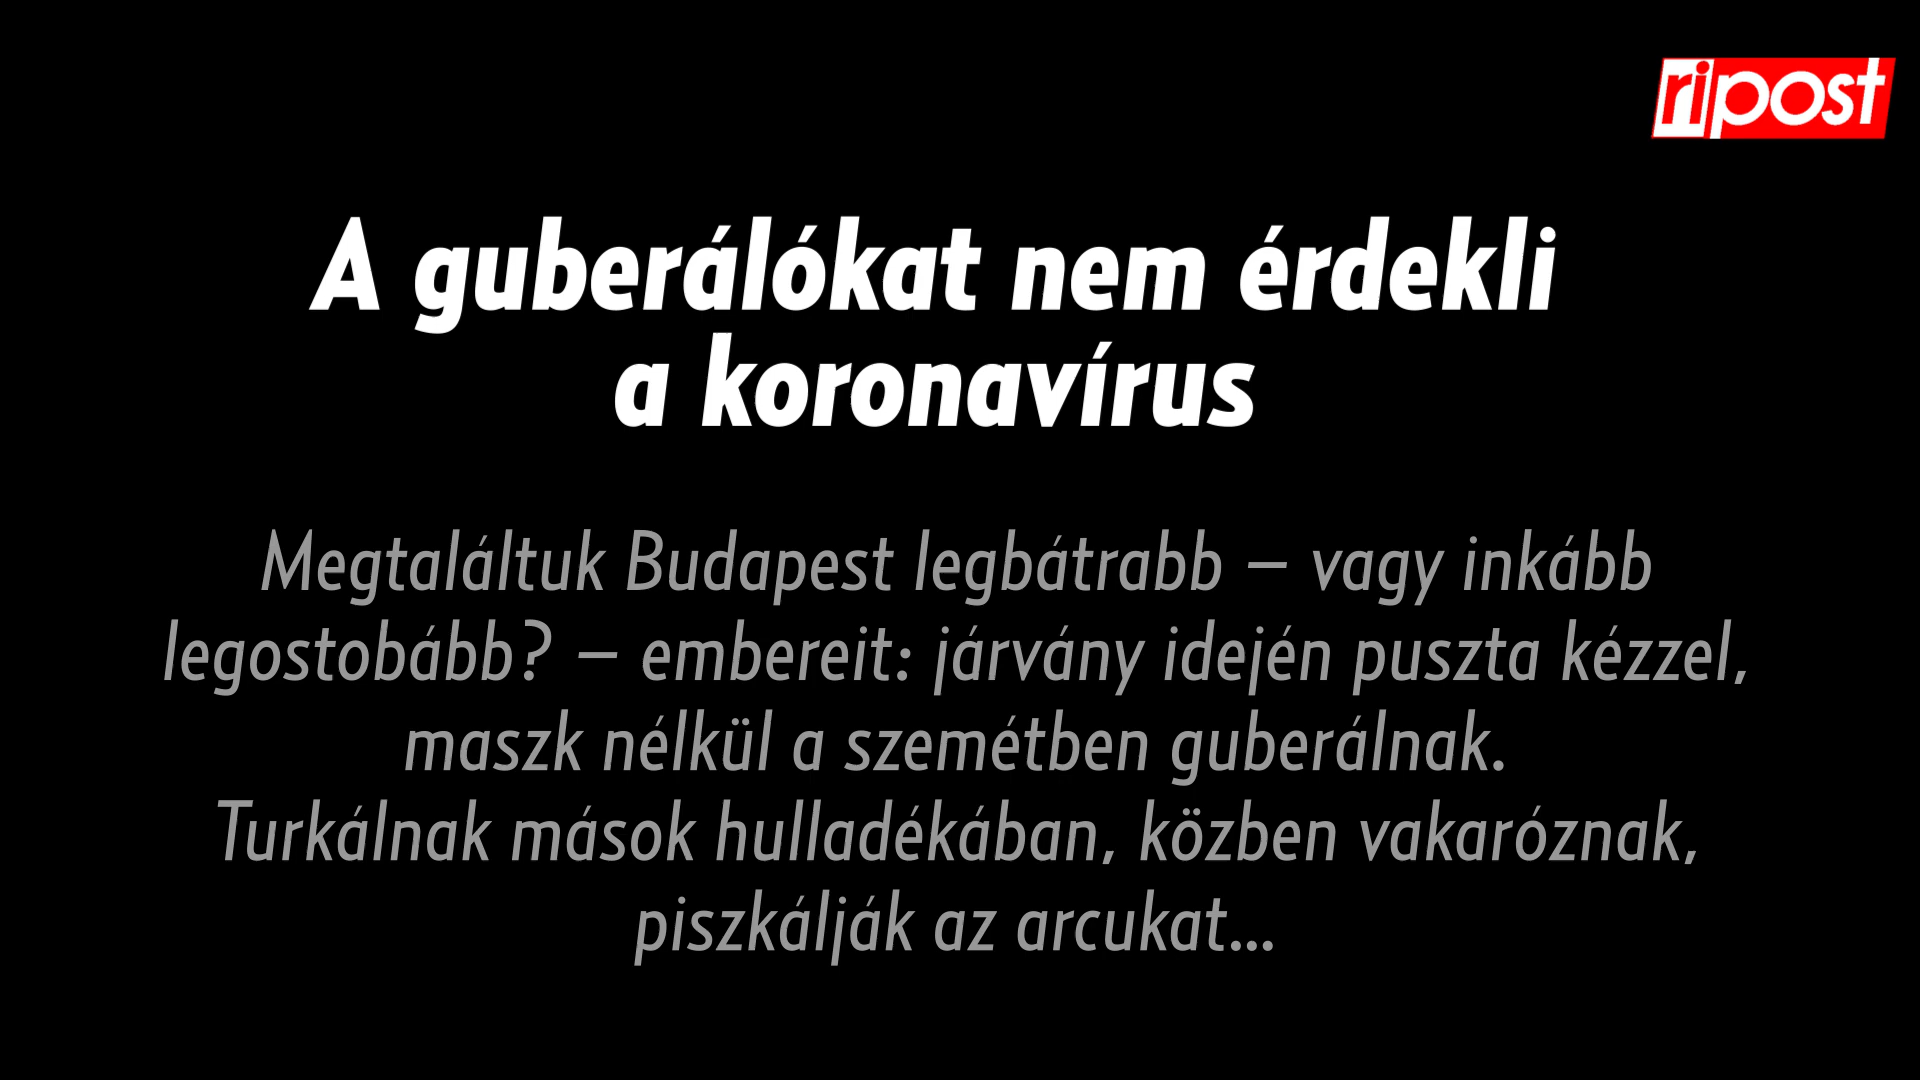 ripost
A guberálókat nem érdekli
a koronavírus
Megtaláltuk Budapest legbátrabb – vagy inkább
legostobább? – embereit: járvány idején puszta kézzel,
maszk nélkül a szemétben guberálnak.
Turkálnak mások hulladékában, közben vakaróznak,
piszkálják az arcukat...